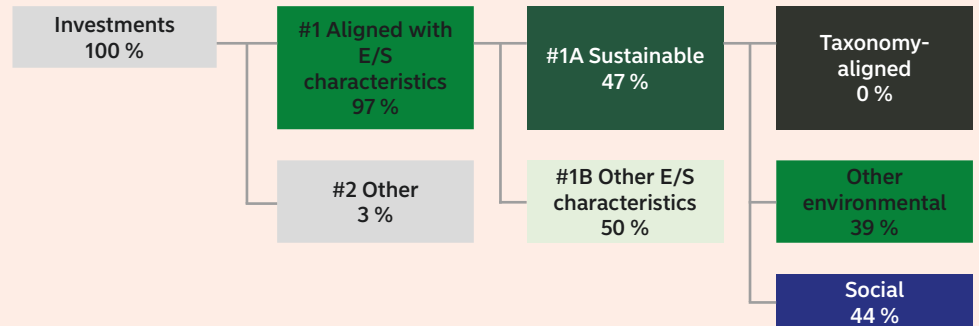 Investments
100 %
#1 Aligned with
E/S
characteristics
97 %
#1A Sustainable
47 %
Taxonomy-
aligned
0 %
#2 Other
3 %
#1B Other E/S
characteristics
50 %
Other
environmental
39 %
Social
44 %